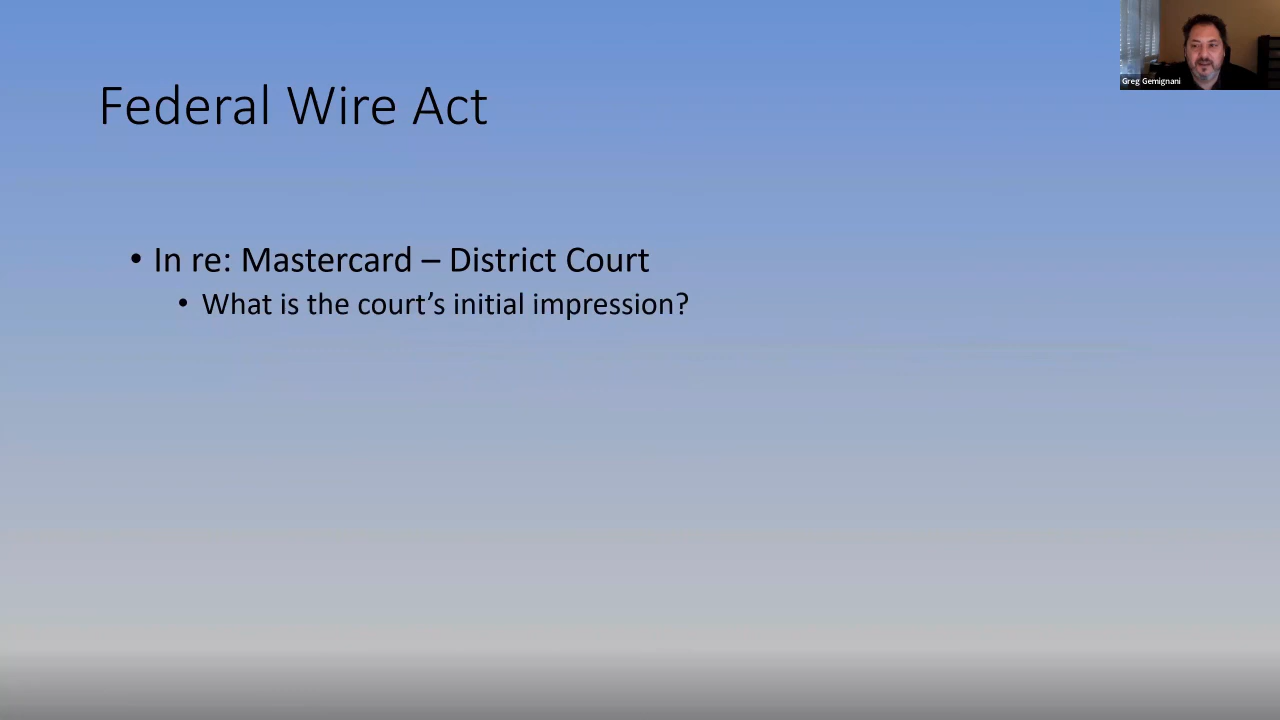 Greg Gemignani
Federal Wire Act
• In re: Mastercard – District Court
• What is the court’s initial impression?